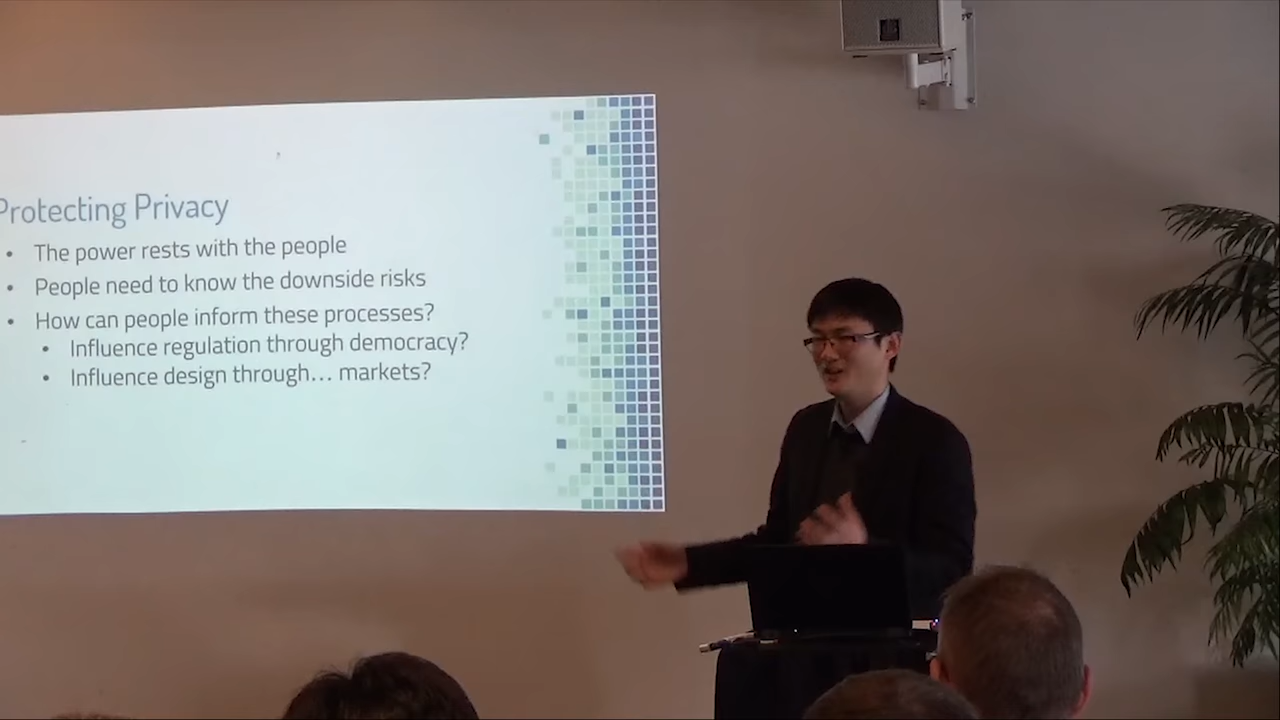 Protecting Privacy
• The power rests with the people
• People need to know the downside risks
• How can people inform these processes?
• Influence regulation through democracy?
• Influence design through… markets?